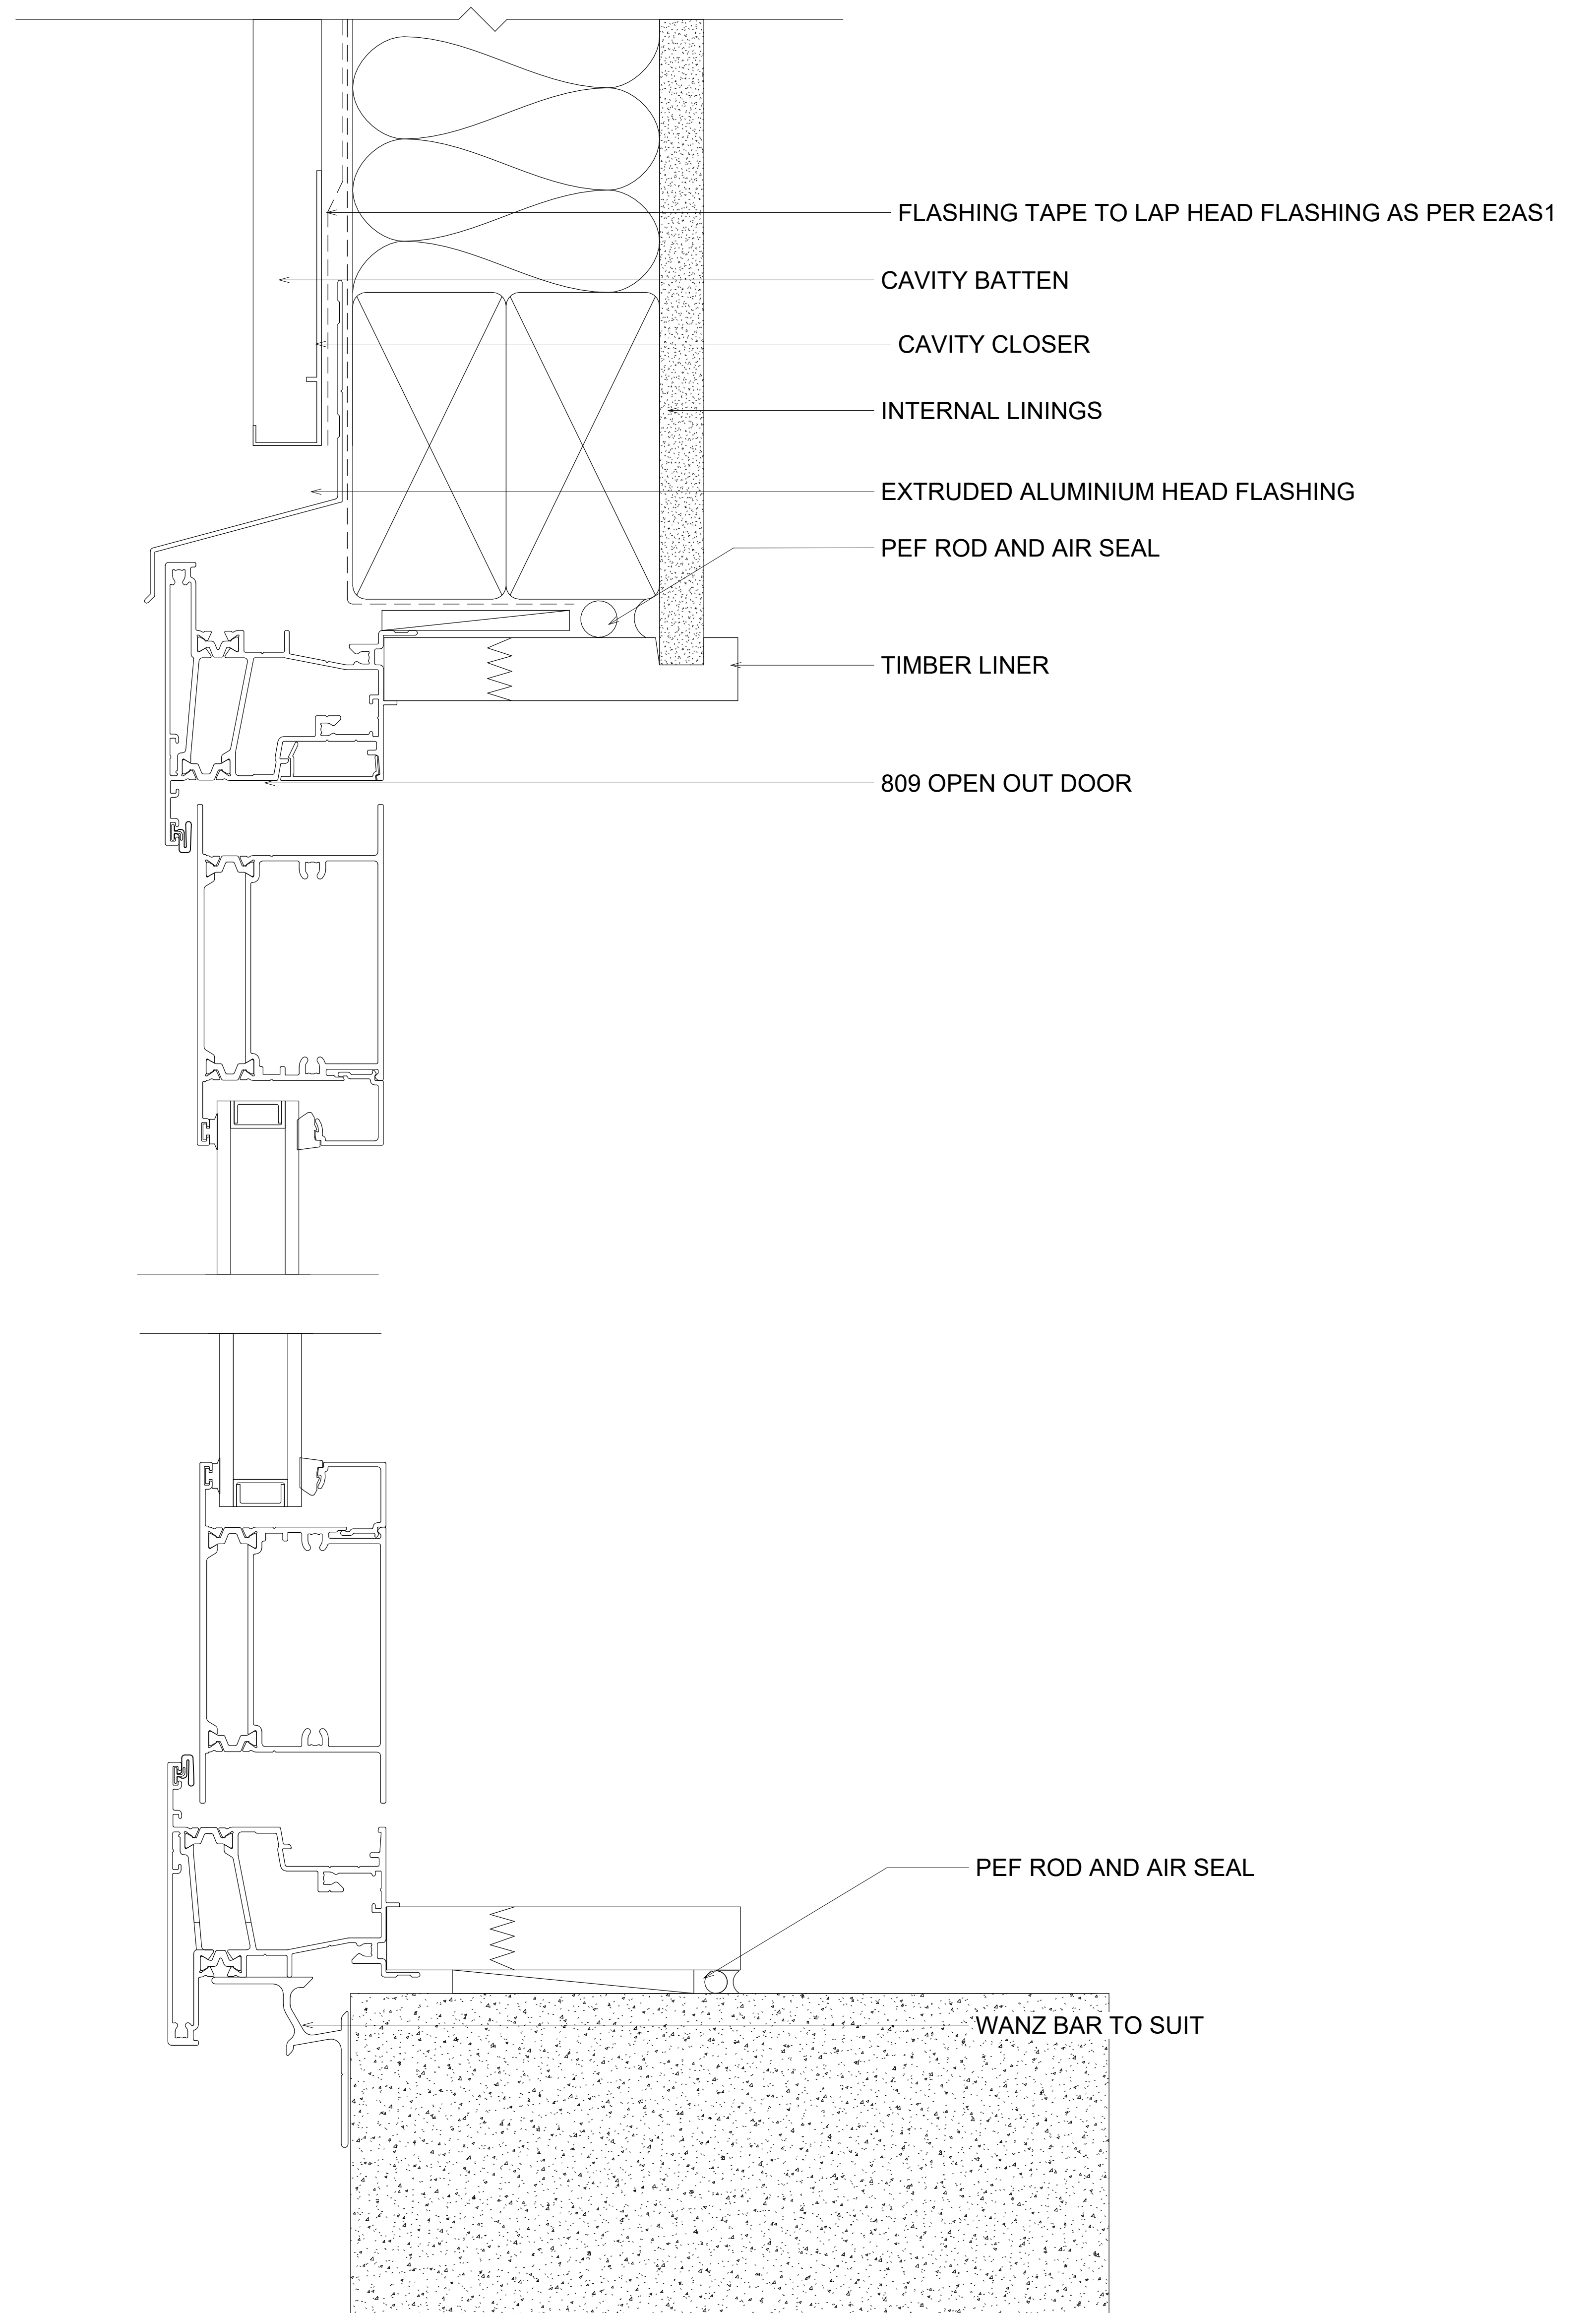 FLASHING TAPE TO LAP HEAD FLASHING AS PER E2AS1
CAVITY BATTEN
CAVITY CLOSER
INTERNAL LININGS
EXTRUDED ALUMINIUM HEAD FLASHING
PEF ROD AND AIR SEAL
TIMBER LINER
809 OPEN OUT DOOR
PEF ROD AND AIR SEAL
WANZ BAR TO SUIT